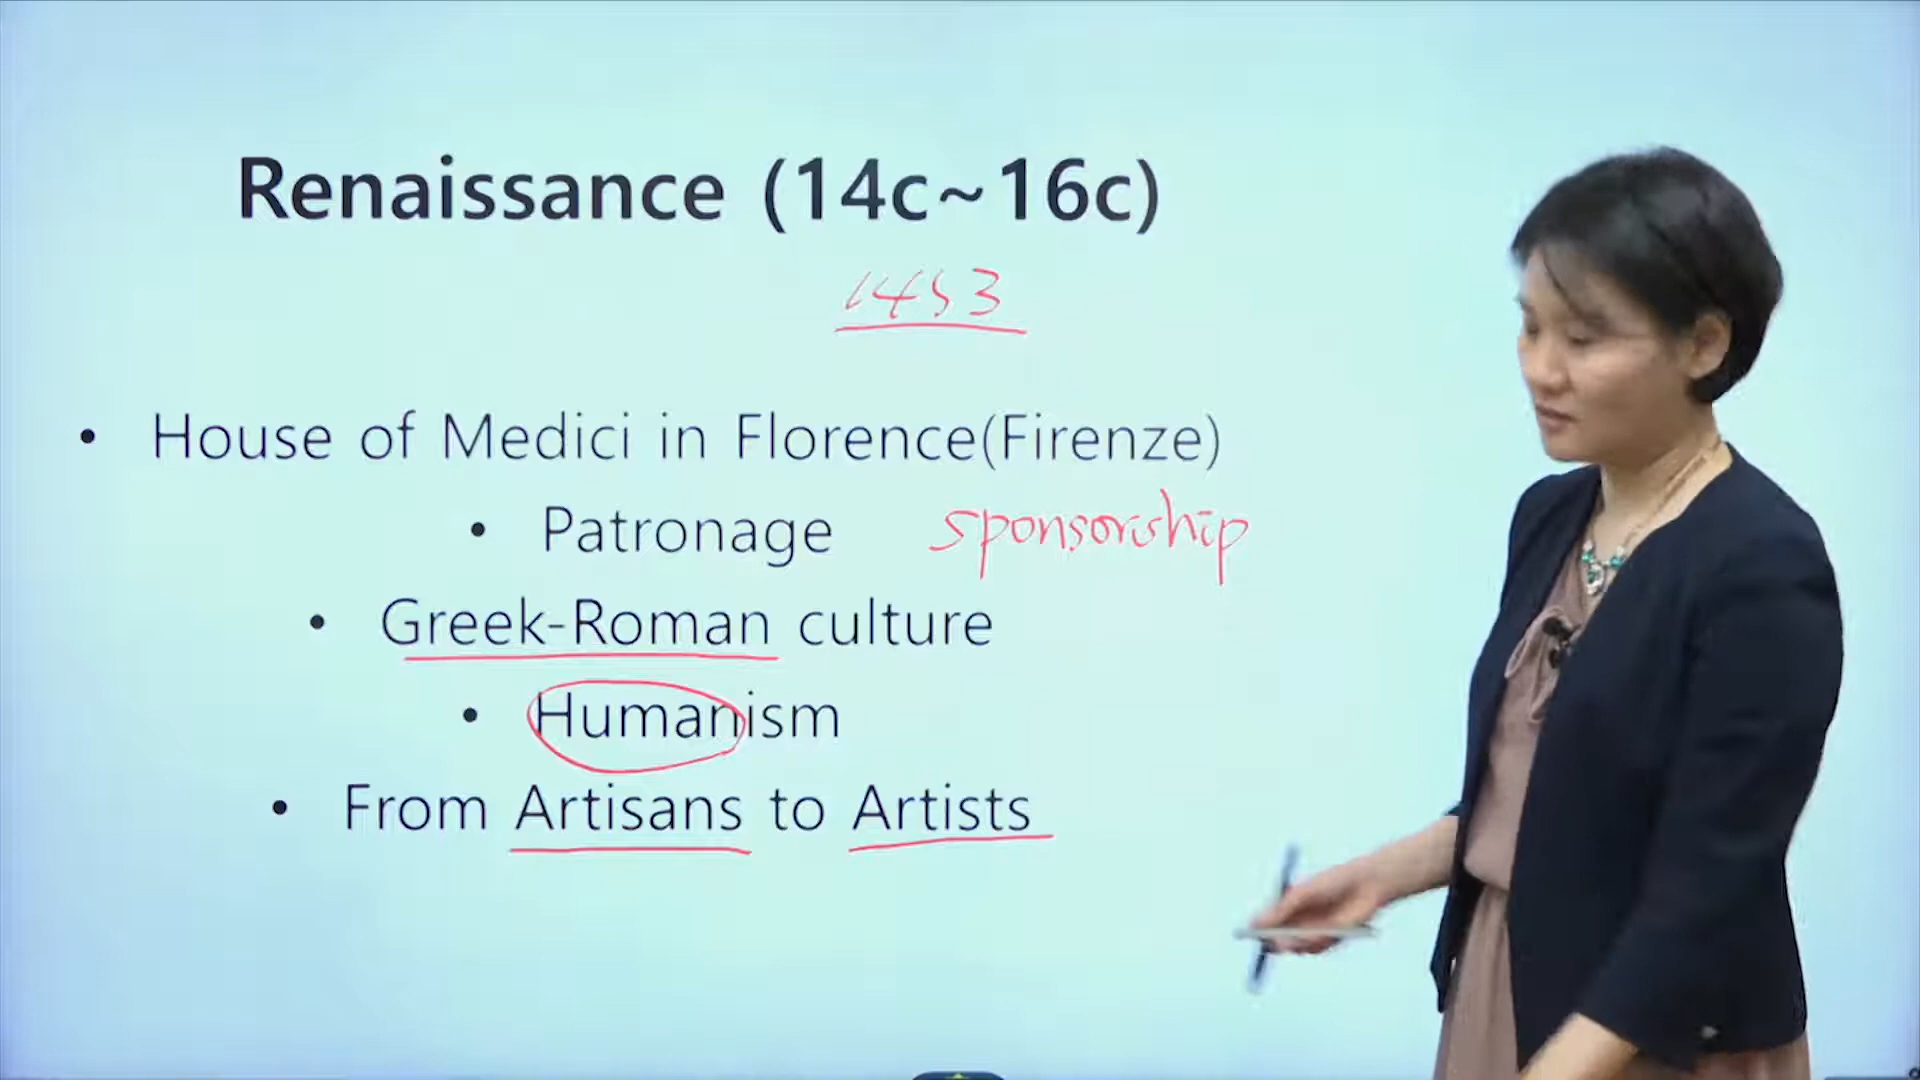 Renaissance (14c~16c)
1453
• House of Medici in Florence(Firenze)
• Patronage sponsorship
• Greek-Roman culture
• Humanism
• From Artisans to Artists